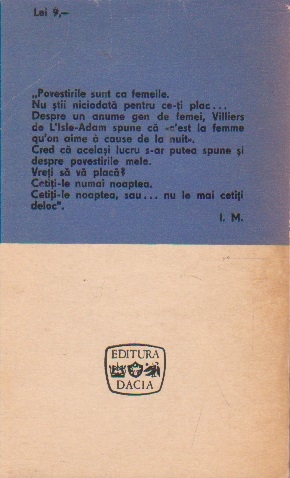 Lei 9,—
„Povestirile sunt ca femeile.
Nu știi niciodată pentru ce-ți plac...
Despre un anume gen de femei, Villiers
de L'Isle-Adam spune că «c'est la femme
qu'on aime à cause de la nuit».
Cred că același lucru s-ar putea spune și
despre povestirile mele.
Vreți să vă placă?
Cetiți-le numai noaptea.
Cetiți-le noaptea, sau... nu le mai cetiți
deloc”.
I. M.
EDITURA
DACIA